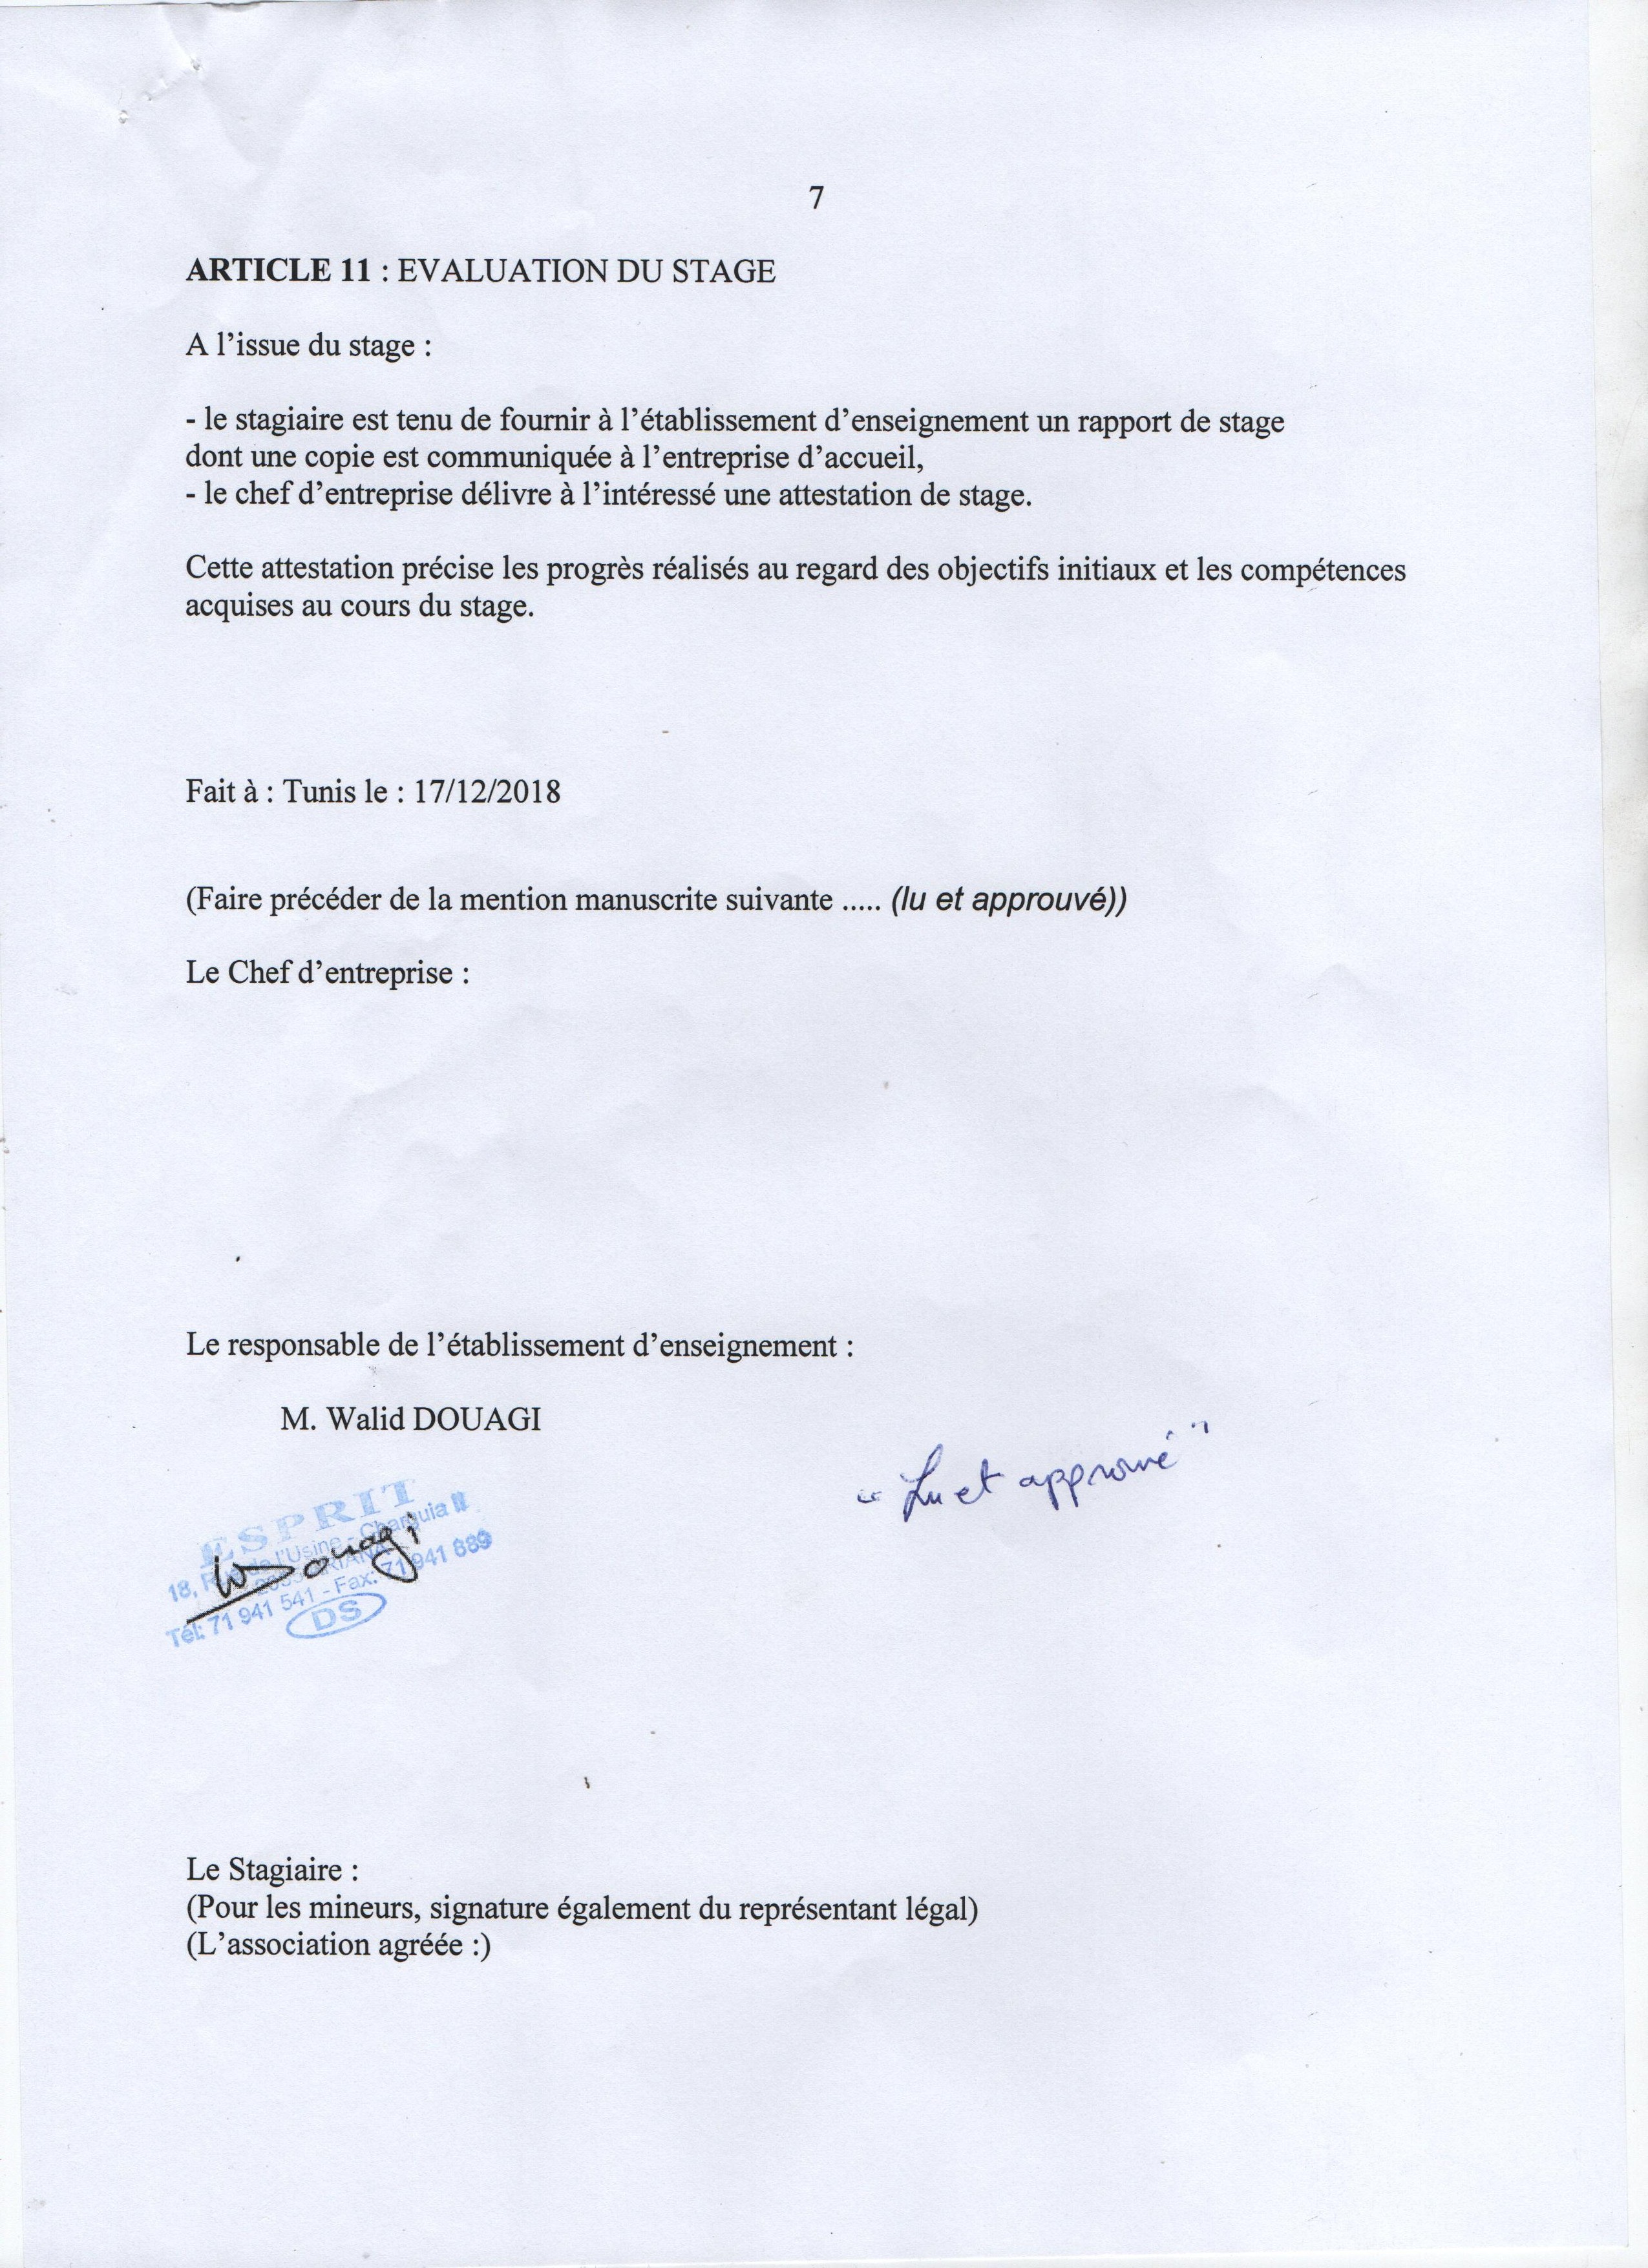 7
ARTICLE 11 : EVALUATION DU STAGE
A l’issue du stage :
- le stagiaire est tenu de fournir à l’établissement d’enseignement un rapport de stage
dont une copie est communiquée à l’entreprise d’accueil,
- le chef d’entreprise délivre à l’intéressé une attestation de stage.
Cette attestation précise les progrès réalisés au regard des objectifs initiaux et les compétences
acquises au cours du stage.
Fait à : Tunis le : 17/12/2018
(Faire précéder de la mention manuscrite suivante ..... (lu et approuvé))
Le Chef d’entreprise :
Le responsable de l’établissement d’enseignement :
M. Walid DOUAGI
"Lu et approuvé"
ESPRIT
18, l'Usine - Charguia II
Tél: 71 941 541 - Fax: 71 941 889
DS
WDouagi
Le Stagiaire :
(Pour les mineurs, signature également du représentant légal)
(L’association agréée :)